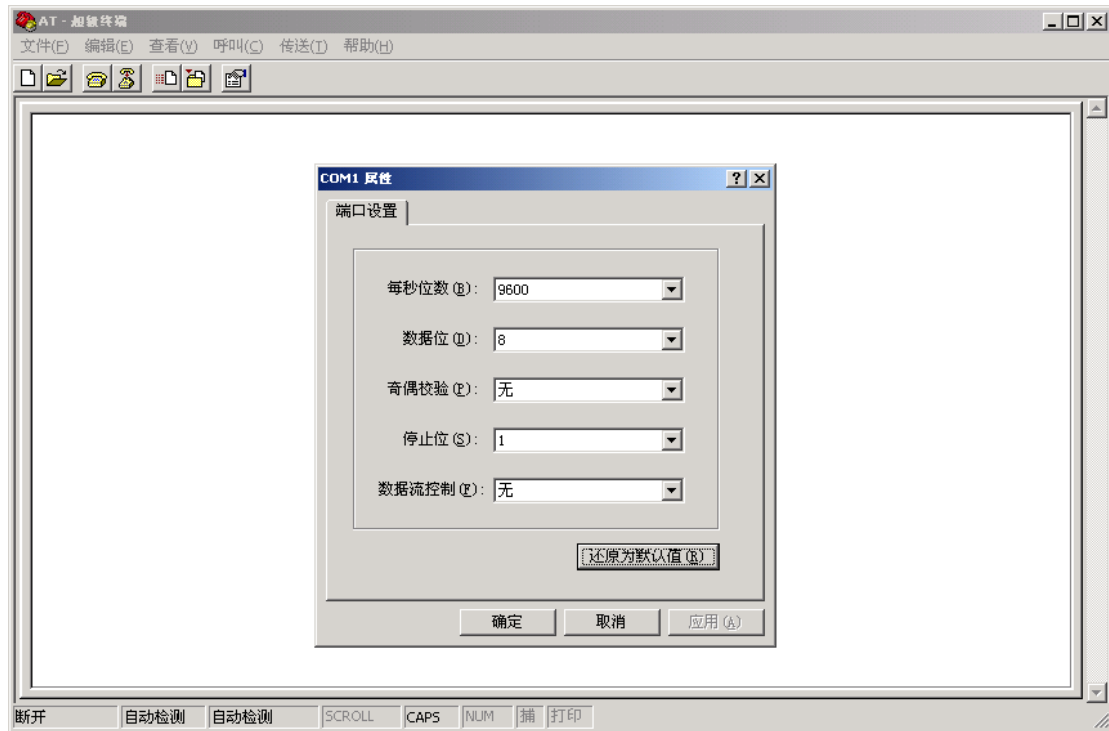 AT - 超级终端
文件(F) 编辑(E) 查看(V) 呼叫(C) 传送(T) 帮助(H)
COM1 属性
端口设置
每秒位数(B): 9600
数据位(D): 8
奇偶校验(P): 无
停止位(S): 1
数据流控制(F): 无
还原为默认值(R)
确定 取消 应用(A)
断开 自动检测 自动检测 SCROLL CAPS NUM 捕 打印